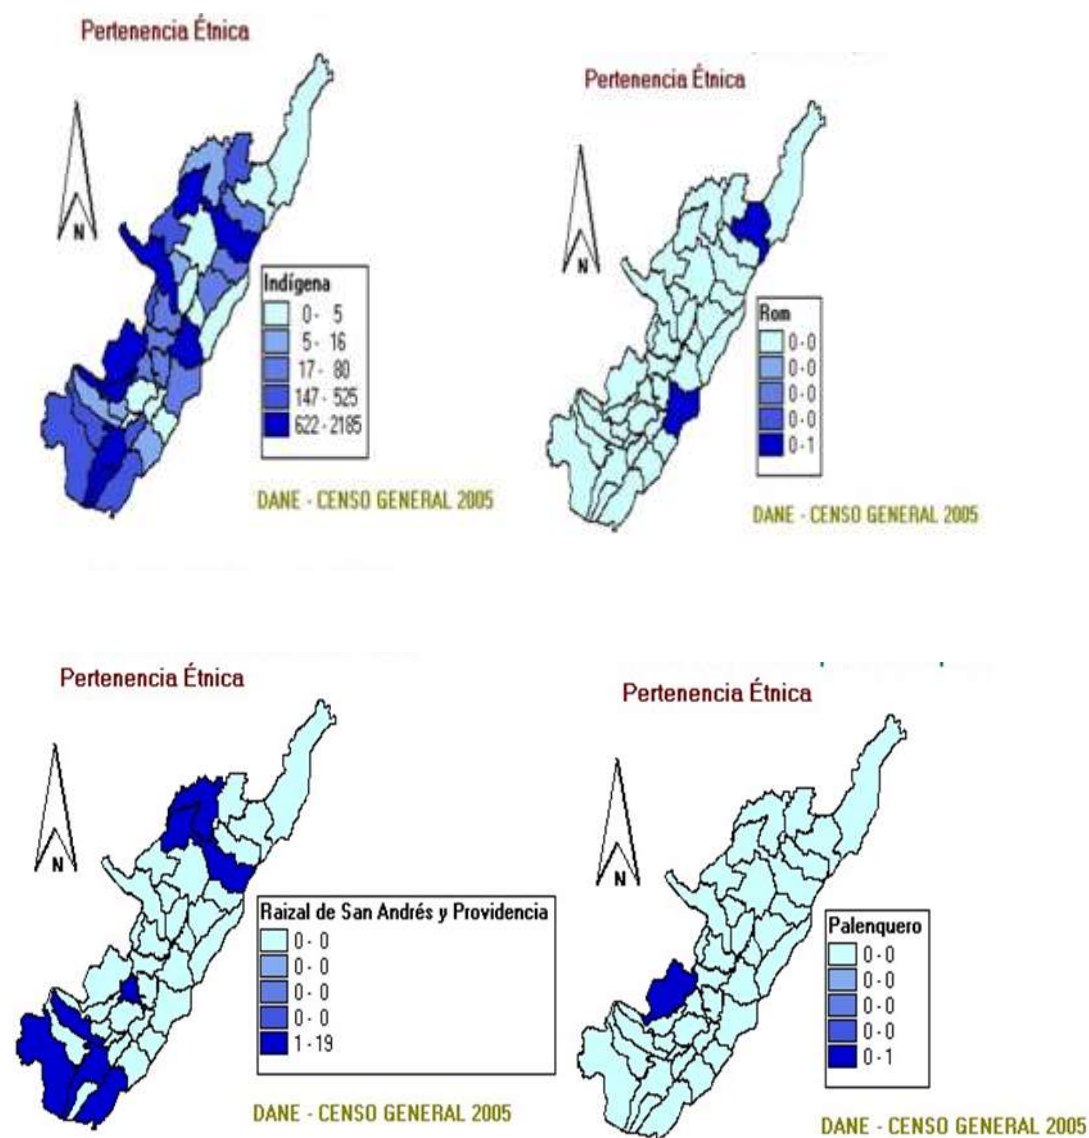 Pertenencia Étnica
N
Indígena
0 - 5
5 - 16
17 - 80
147 - 525
622 - 2185
DANE - CENSO GENERAL 2005
Pertenencia Étnica
N
Rom
0 - 0
0 - 0
0 - 0
0 - 0
0 - 1
DANE - CENSO GENERAL 2005
Pertenencia Étnica
N
Raizal de San Andrés y Providencia
0 - 0
0 - 0
0 - 0
0 - 0
1 - 19
DANE - CENSO GENERAL 2005
Pertenencia Étnica
N
Palenquero
0 - 0
0 - 0
0 - 0
0 - 0
0 - 1
DANE - CENSO GENERAL 2005